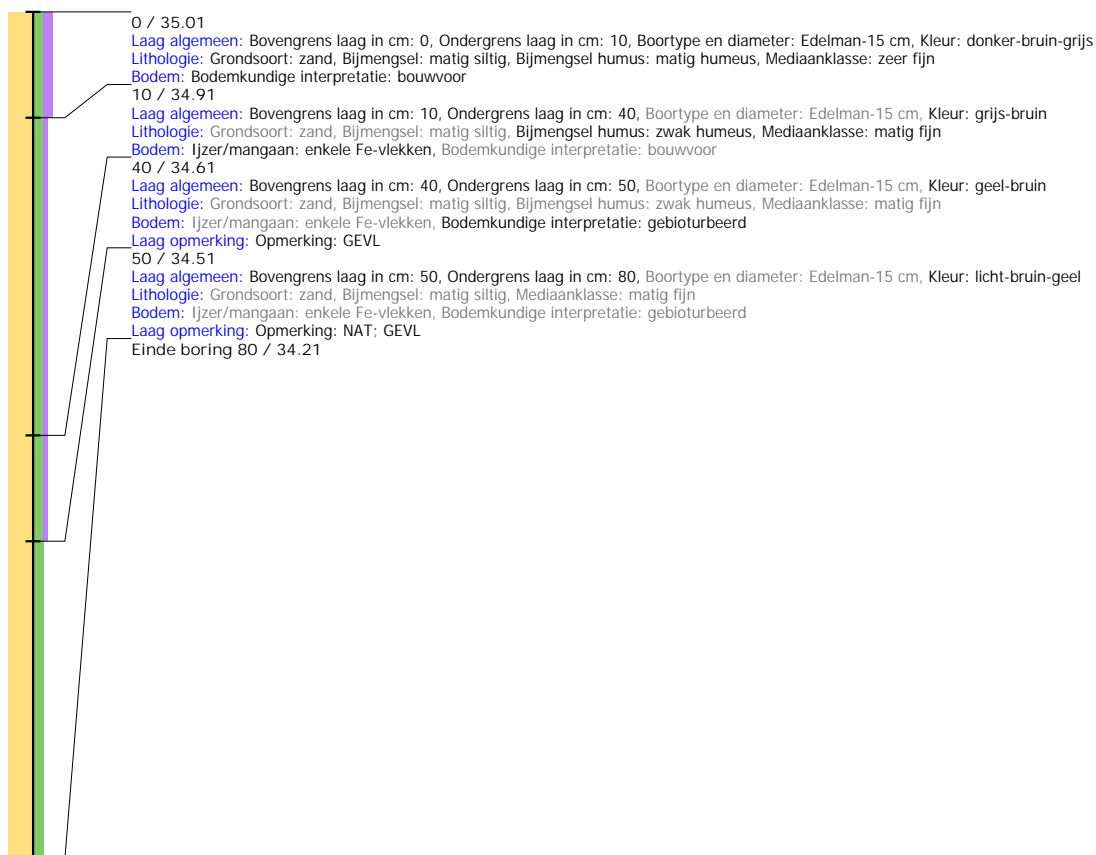 0 / 35.01
Laag algemeen: Bovengrens laag in cm: 0, Ondergrens laag in cm: 10, Boortype en diameter: Edelman-15 cm, Kleur: donker-bruin-grijs
Lithologie: Grondsoort: zand, Bijmengsel: matig siltig, Bijmengsel humus: matig humeus, Mediaanklasse: zeer fijn
Bodem: Bodemkundige interpretatie: bouwvoor
10 / 34.91
Laag algemeen: Bovengrens laag in cm: 10, Ondergrens laag in cm: 40, Boortype en diameter: Edelman-15 cm, Kleur: grijs-bruin
Lithologie: Grondsoort: zand, Bijmengsel: matig siltig, Bijmengsel humus: zwak humeus, Mediaanklasse: matig fijn
Bodem: Ijzer/mangaan: enkele Fe-vlekken, Bodemkundige interpretatie: bouwvoor
40 / 34.61
Laag algemeen: Bovengrens laag in cm: 40, Ondergrens laag in cm: 50, Boortype en diameter: Edelman-15 cm, Kleur: geel-bruin
Lithologie: Grondsoort: zand, Bijmengsel: matig siltig, Bijmengsel humus: zwak humeus, Mediaanklasse: matig fijn
Bodem: Ijzer/mangaan: enkele Fe-vlekken, Bodemkundige interpretatie: gebioturbeerd
Laag opmerking: Opmerking: GEVL
50 / 34.51
Laag algemeen: Bovengrens laag in cm: 50, Ondergrens laag in cm: 80, Boortype en diameter: Edelman-15 cm, Kleur: licht-bruin-geel
Lithologie: Grondsoort: zand, Bijmengsel: matig siltig, Mediaanklasse: matig fijn
Bodem: Ijzer/mangaan: enkele Fe-vlekken, Bodemkundige interpretatie: gebioturbeerd
Laag opmerking: Opmerking: NAT; GEVL
Einde boring 80 / 34.21